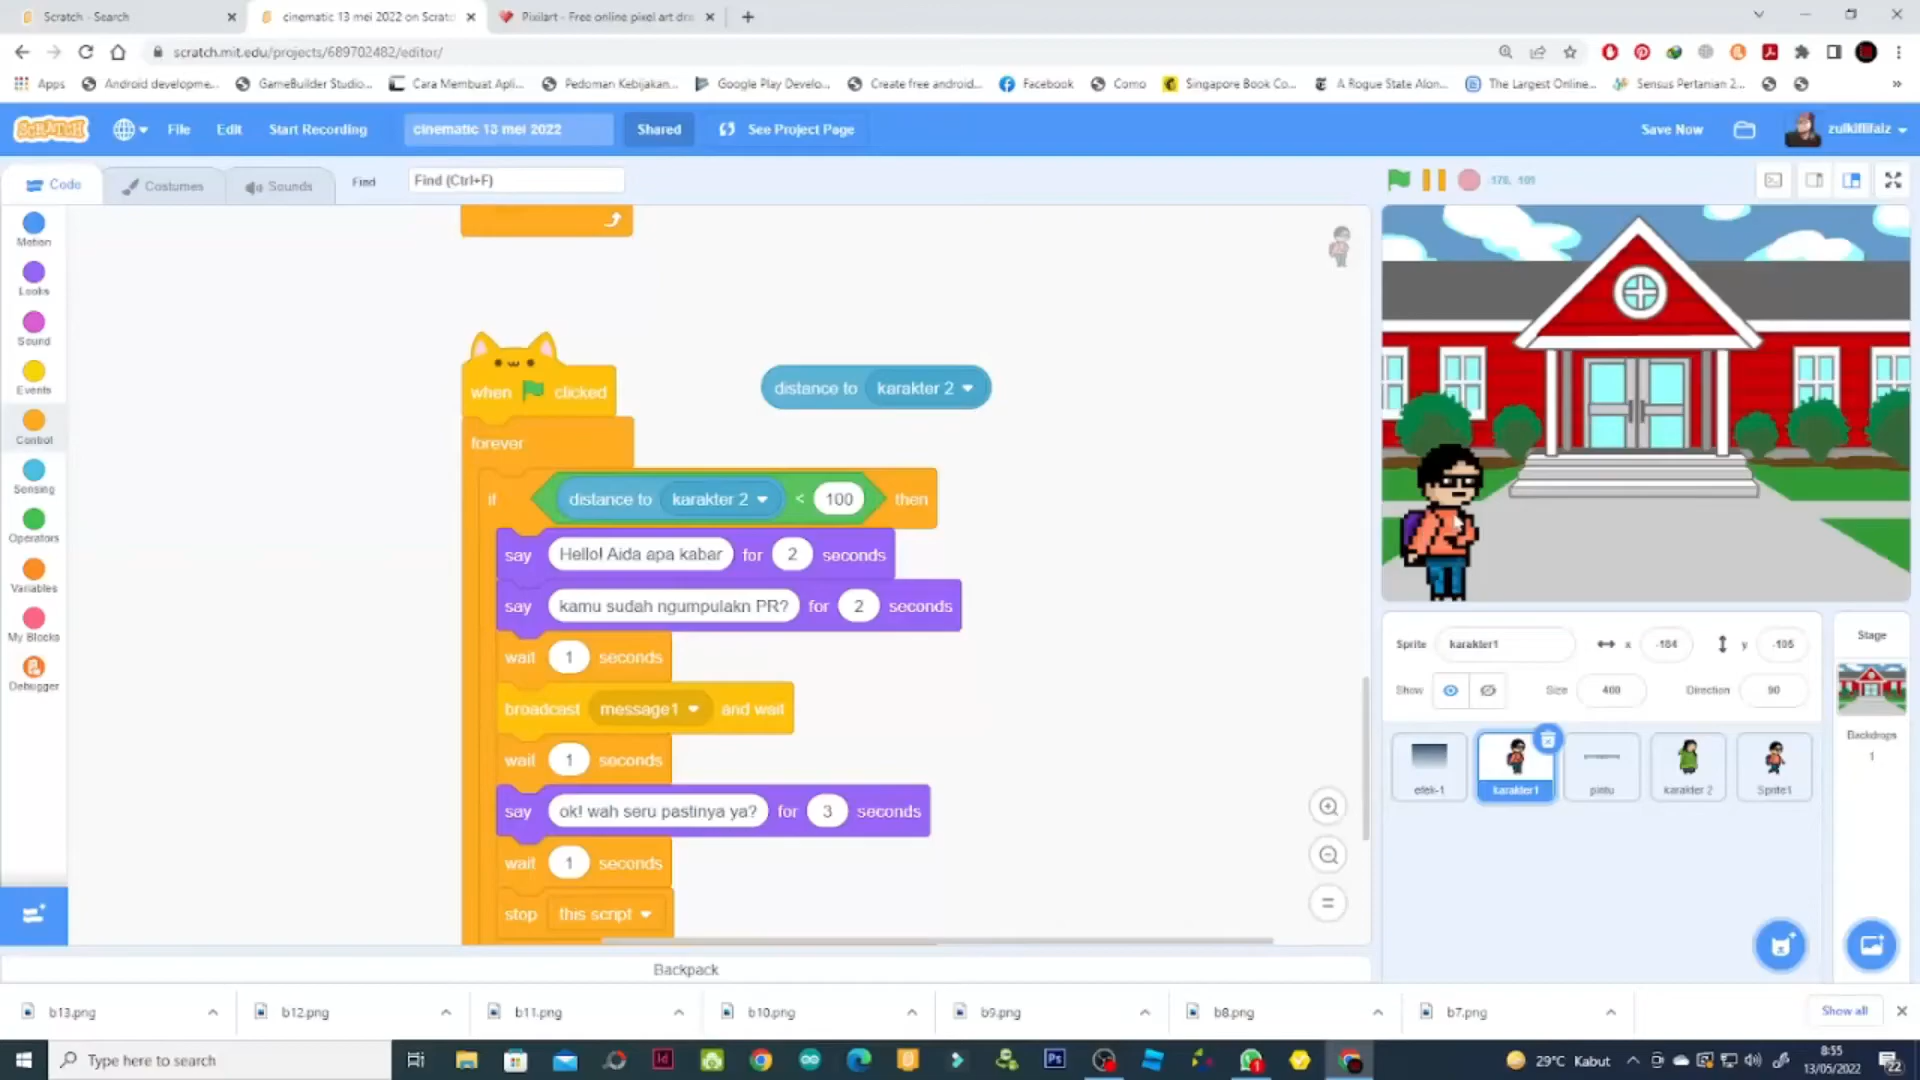 Scratch - Search
cinematic 13 mei 2022 on Scratc
Pixilart - Free online pixel art dra
scratch.mit.edu/projects/689702482/editor/
Apps
Android developme...
GameBuilder Studio...
Cara Membuat Apli...
Pedoman Kebijakan...
Google Play Develo...
Create free android...
Facebook
Como
Singapore Book Co...
A Rogue State Alon...
The Largest Online...
Sensus Pertanian 2...
SCRATCH
File
Edit
Start Recording
cinematic 13 mei 2022
Shared
See Project Page
Save Now
zulkiflifaiz
Code
Costumes
Sounds
Find
Find (Ctrl+F)
Motion
Looks
Sound
Events
Control
Sensing
Operators
Variables
My Blocks
Debugger
when clicked
distance to karakter 2
forever
if distance to karakter 2 < 100 then
say Hello! Aida apa kabar for 2 seconds
say kamu sudah ngumpulakn PR? for 2 seconds
wait 1 seconds
broadcast message1 and wait
wait 1 seconds
say ok! wah seru pastinya ya? for 3 seconds
wait 1 seconds
stop this script
Backpack
Sprite karakter1 x -184 y -105
Show Size 400 Direction 90
efek-1
karakter1
pintu
karakter 2
Sprite1
Stage
Backdrops
1
b13.png
b12.png
b11.png
b10.png
b9.png
b8.png
b7.png
Show all
Type here to search
29°C Kabut
8:55
13/05/2022
22